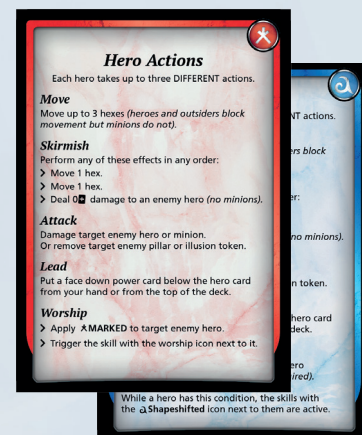 Hero Actions
Each hero takes up to three DIFFERENT actions.
Move
Move up to 3 hexes (heroes and outsiders block
movement but minions do not).
Skirmish
Perform any of these effects in any order:
> Move 1 hex.
> Move 1 hex.
> Deal 0 damage to an enemy hero (no minions).
Attack
Damage target enemy hero or minion.
Or remove target enemy pillar or illusion token.
Lead
Put a face down power card below the hero card
from your hand or from the top of the deck.
Worship
> Apply MARKED to target enemy hero.
> Trigger the skill with the worship icon next to it.
NT actions.
rs block
er:
no minions).
n token.
hero card
deck.
ero
ired).
While a hero has this condition, the skills with
the Shapeshifted icon next to them are active.